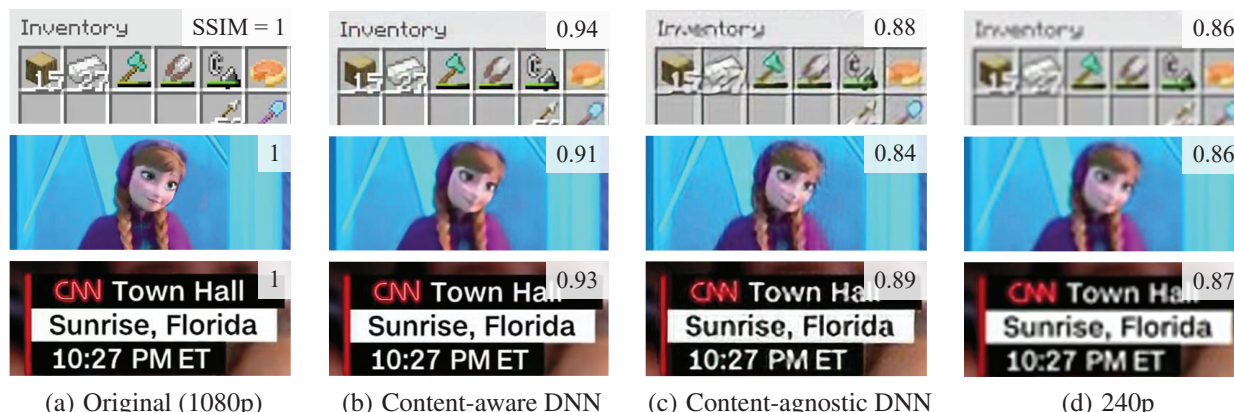 Inventory SSIM = 1
15 27
1
CNN Town Hall 1
Sunrise, Florida
10:27 PM ET
(a) Original (1080p)
Inventory 0.94
15 27
0.91
CNN Town Hall 0.93
Sunrise, Florida
10:27 PM ET
(b) Content-aware DNN
Inventory 0.88
15
0.84
CNN Town Hall 0.89
Sunrise, Florida
10:27 PM ET
(c) Content-agnostic DNN
Inventory 0.86
15
0.86
CNN Town Hall 0.87
Sunrise, Florida
10:27 PM ET
(d) 240p